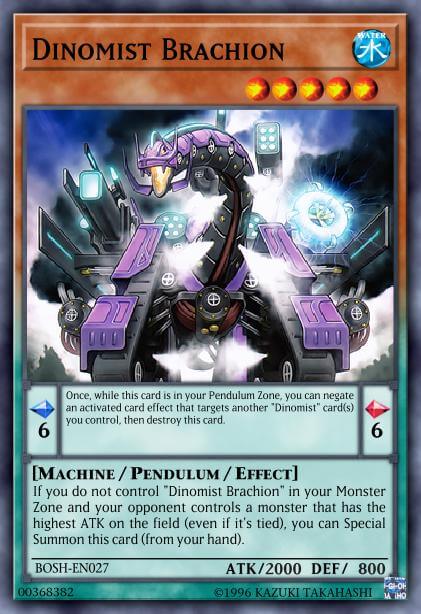 DINOMIST BRACHION
WATER
水
Once, while this card is in your Pendulum Zone, you can negate
an activated card effect that targets another "Dinomist" card(s)
you control, then destroy this card.
6
6
[MACHINE / PENDULUM / EFFECT]
If you do not control "Dinomist Brachion" in your Monster
Zone and your opponent controls a monster that has the
highest ATK on the field (even if it's tied), you can Special
Summon this card (from your hand).
BOSH-EN027
ATK/2000 DEF/ 800
00368382
©1996 KAZUKI TAKAHASHI